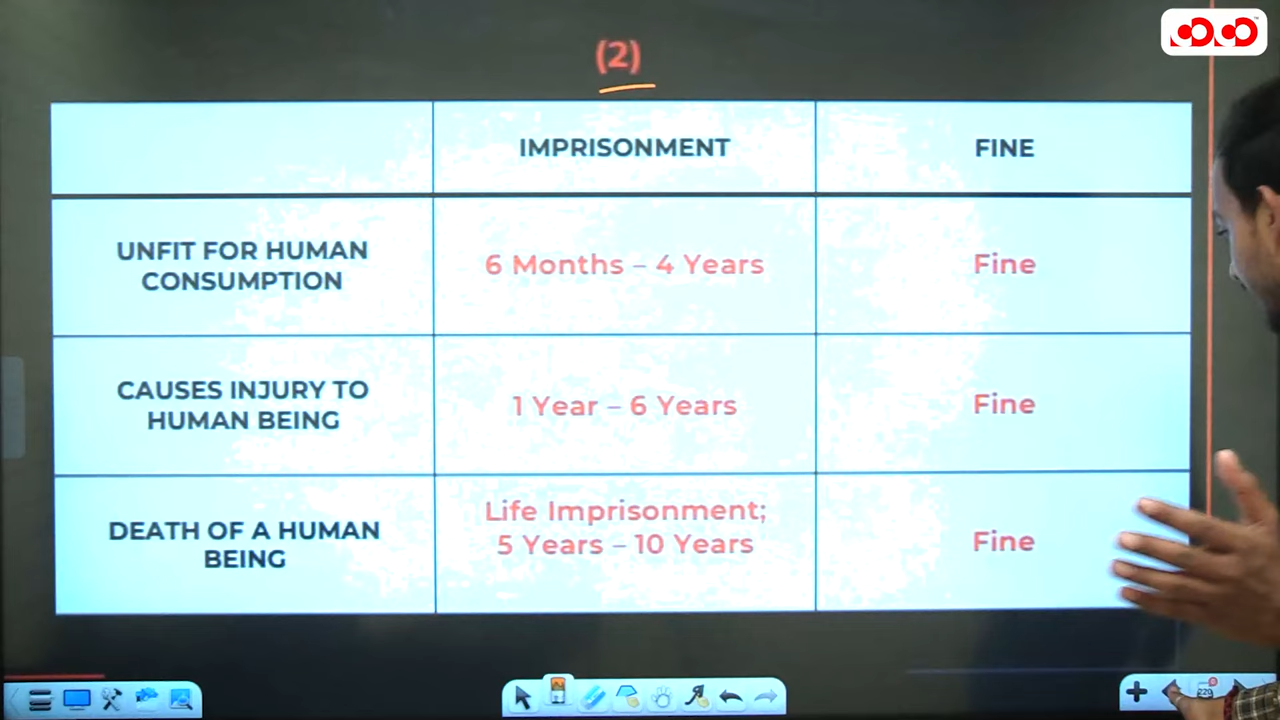 (2)
IMPRISONMENT
FINE
UNFIT FOR HUMAN
CONSUMPTION
6 Months – 4 Years
Fine
CAUSES INJURY TO
HUMAN BEING
1 Year – 6 Years
Fine
DEATH OF A HUMAN
BEING
Life Imprisonment;
5 Years – 10 Years
Fine
220